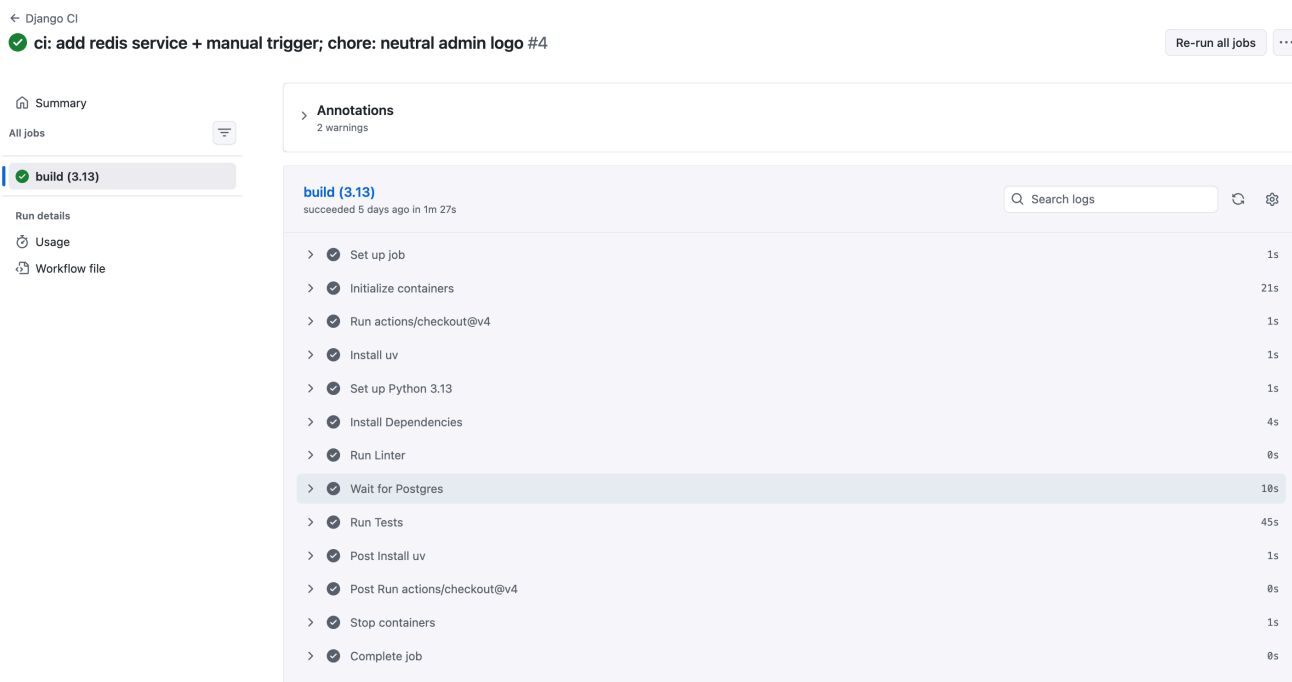 Django CI
ci: add redis service + manual trigger; chore: neutral admin logo #4
Re-run all jobs
Summary
All jobs
build (3.13)
Run details
Usage
Workflow file
Annotations
2 warnings
build (3.13)
succeeded 5 days ago in 1m 27s
Search logs
Set up job 1s
Initialize containers 21s
Run actions/checkout@v4 1s
Install uv 1s
Set up Python 3.13 1s
Install Dependencies 4s
Run Linter 0s
Wait for Postgres 10s
Run Tests 45s
Post Install uv 1s
Post Run actions/checkout@v4 0s
Stop containers 1s
Complete job 0s